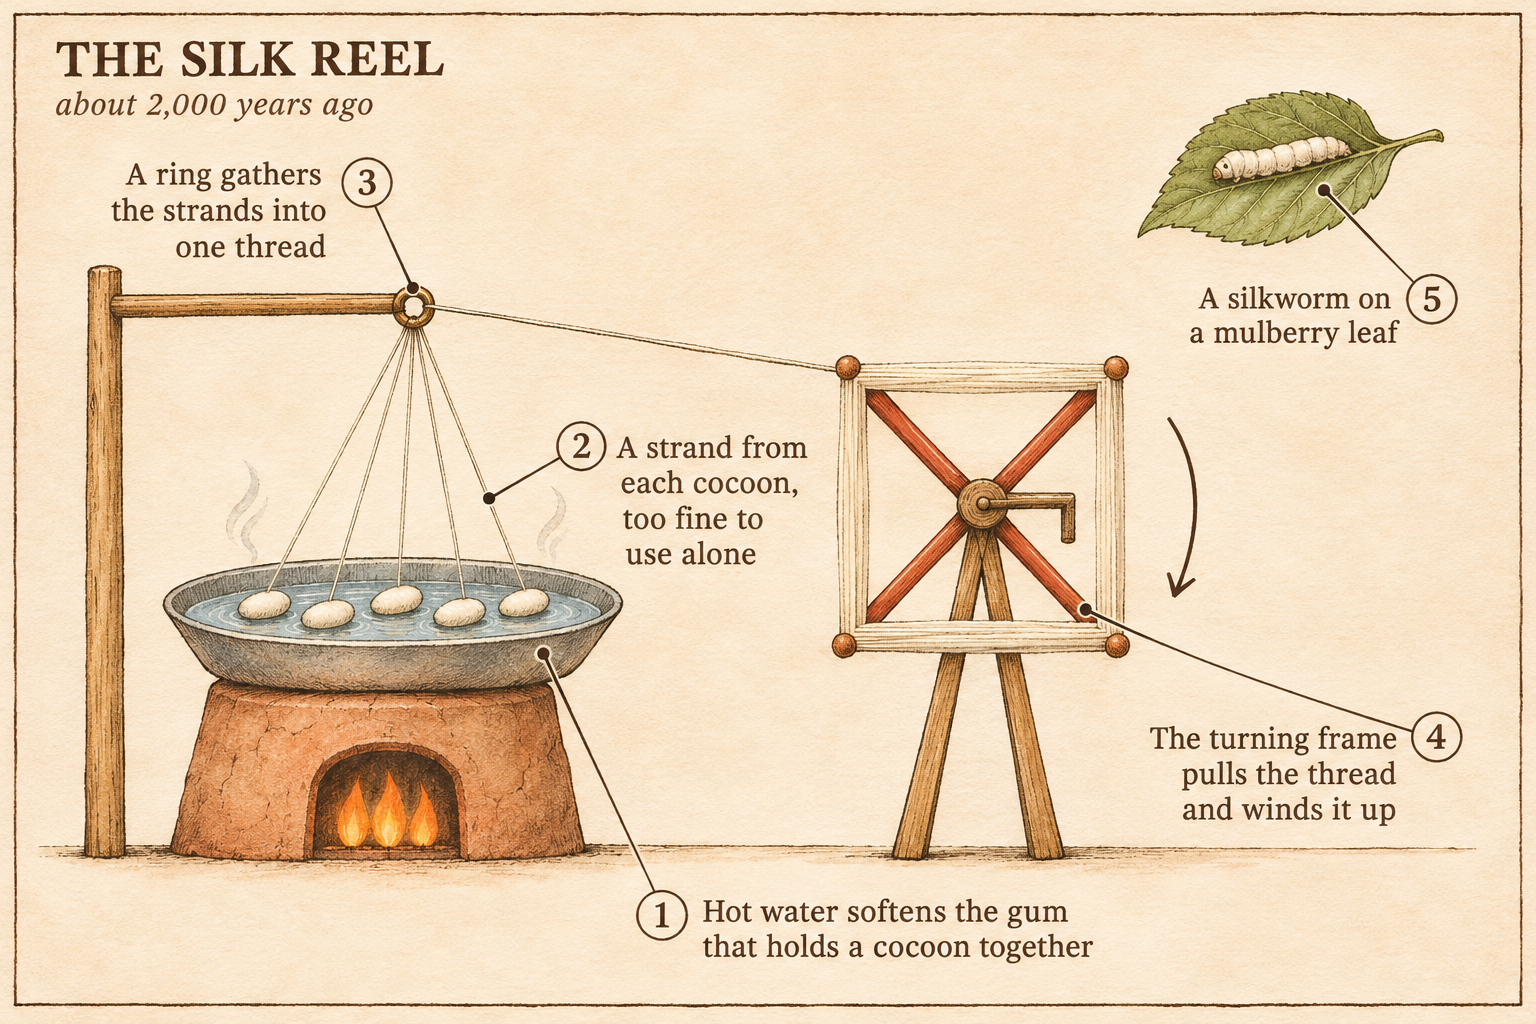 THE SILK REEL
about 2,000 years ago
3
A ring gathers
the strands into
one thread
5
A silkworm on
a mulberry leaf
2
A strand from
each cocoon,
too fine to
use alone
4
The turning frame
pulls the thread
and winds it up
1
Hot water softens the gum
that holds a cocoon together